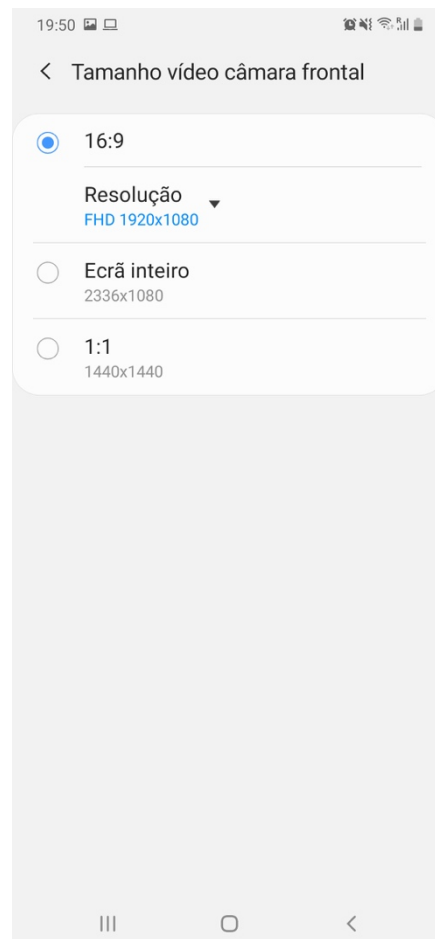 19:50
Tamanho vídeo câmara frontal
16:9
Resolução
FHD 1920x1080
Ecrã inteiro
2336x1080
1:1
1440x1440